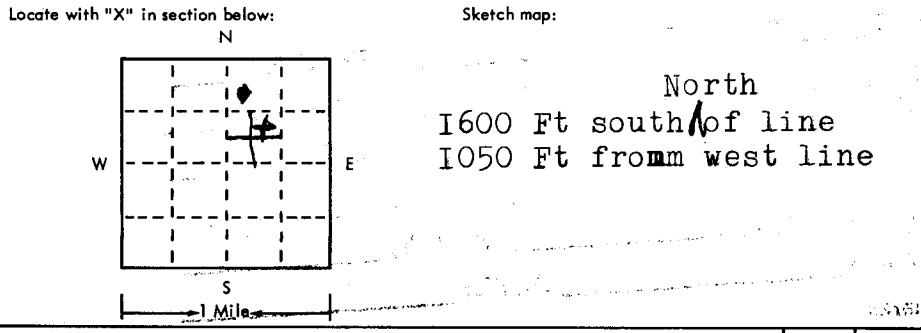 Locate with "X" in section below:
Sketch map:
N
North
I600 Ft south of line
I050 Ft fromm west line
W
E
S
1 Mile